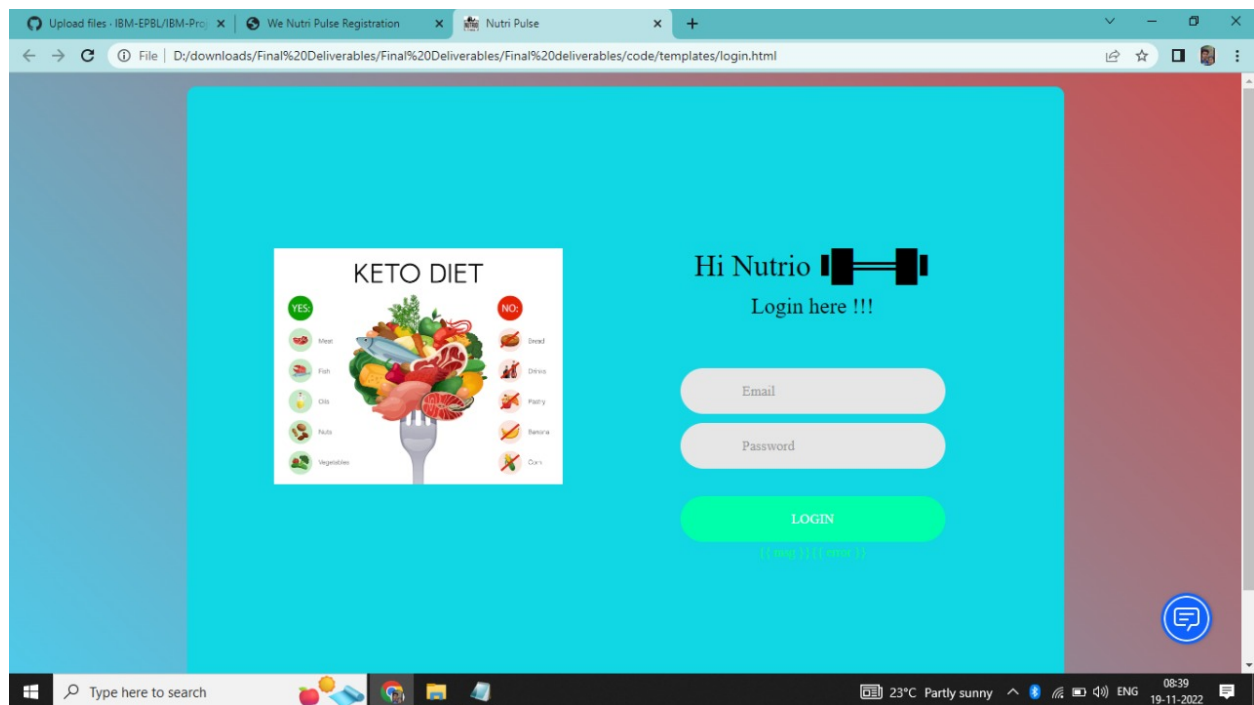 Upload files · IBM-EPBL/IBM-Proj
We Nutri Pulse Registration
Nutri Pulse
File | D:/downloads/Final%20Deliverables/Final%20Deliverables/Final%20deliverables/code/templates/login.html
KETO DIET
YES:
NO:
Meat
Bread
Fish
Drinks
Oils
Pastry
Nuts
Banana
Vegetables
Corn
Hi Nutrio
Login here !!!
Email
Password
LOGIN
{{ msg }}{{ error }}
Type here to search
23°C Partly sunny
ENG
08:39
19-11-2022